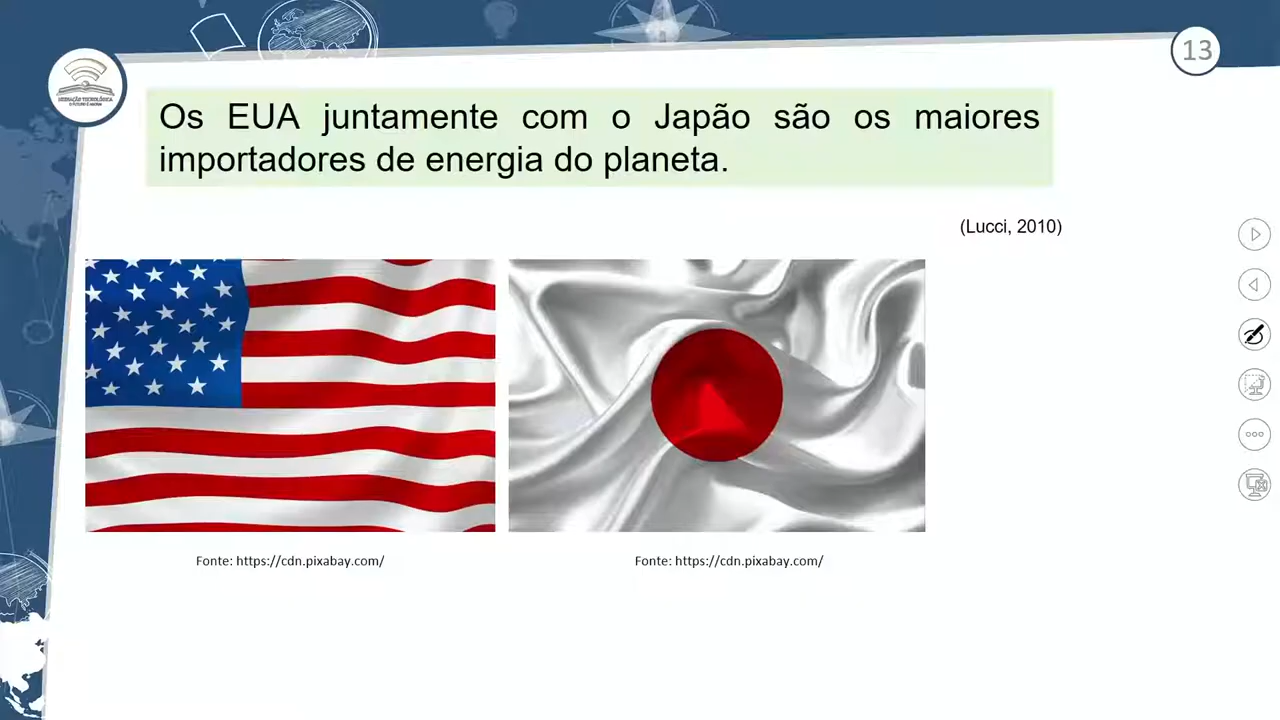 13
Os EUA juntamente com o Japão são os maiores
importadores de energia do planeta.
(Lucci, 2010)
Fonte: https://cdn.pixabay.com/
Fonte: https://cdn.pixabay.com/